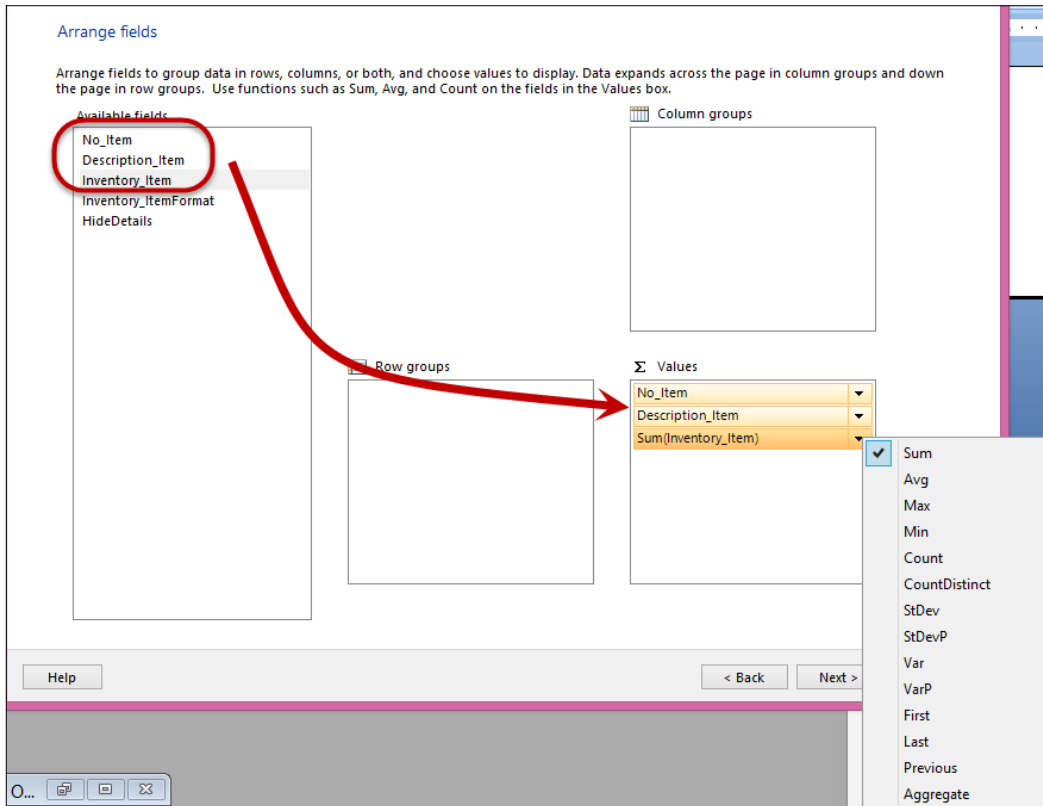 Arrange fields
Arrange fields to group data in rows, columns, or both, and choose values to display. Data expands across the page in column groups and down
the page in row groups. Use functions such as Sum, Avg, and Count on the fields in the Values box.
Available fields
No_Item
Description_Item
Inventory_Item
Inventory_ItemFormat
HideDetails
Column groups
Row groups
Σ Values
No_Item
Description_Item
Sum(Inventory_Item)
Sum
Avg
Max
Min
Count
CountDistinct
StDev
StDevP
Var
VarP
First
Last
Previous
Aggregate
Help
< Back
Next >
O...